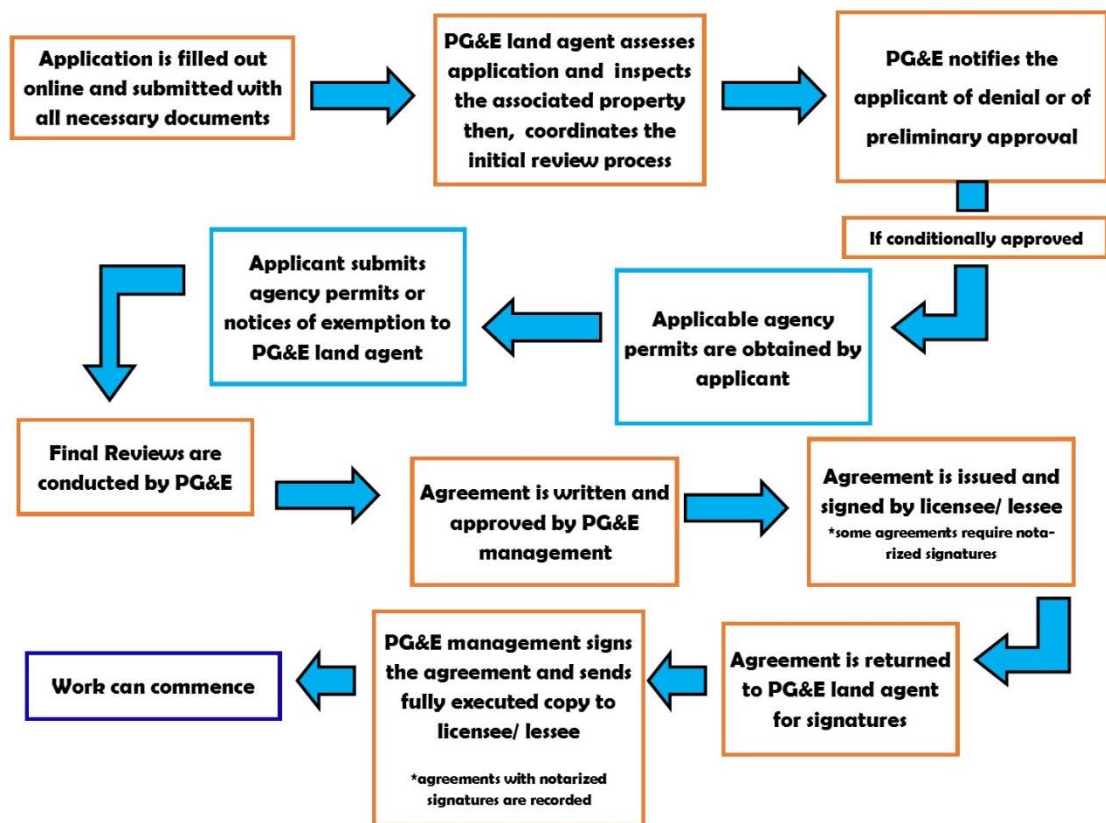 Application is filled out
online and submitted with
all necessary documents
PG&E land agent assesses
application and inspects
the associated property
then, coordinates the
initial review process
PG&E notifies the
applicant of denial or of
preliminary approval
If conditionally approved
Applicable agency
permits are obtained by
applicant
Applicant submits
agency permits or
notices of exemption to
PG&E land agent
Final Reviews are
conducted by PG&E
Agreement is written and
approved by PG&E
management
Agreement is issued and
signed by licensee/ lessee
*some agreements require nota-
rized signatures
Agreement is returned
to PG&E land agent
for signatures
PG&E management signs
the agreement and sends
fully executed copy to
licensee/ lessee
*agreements with notarized
signatures are recorded
Work can commence